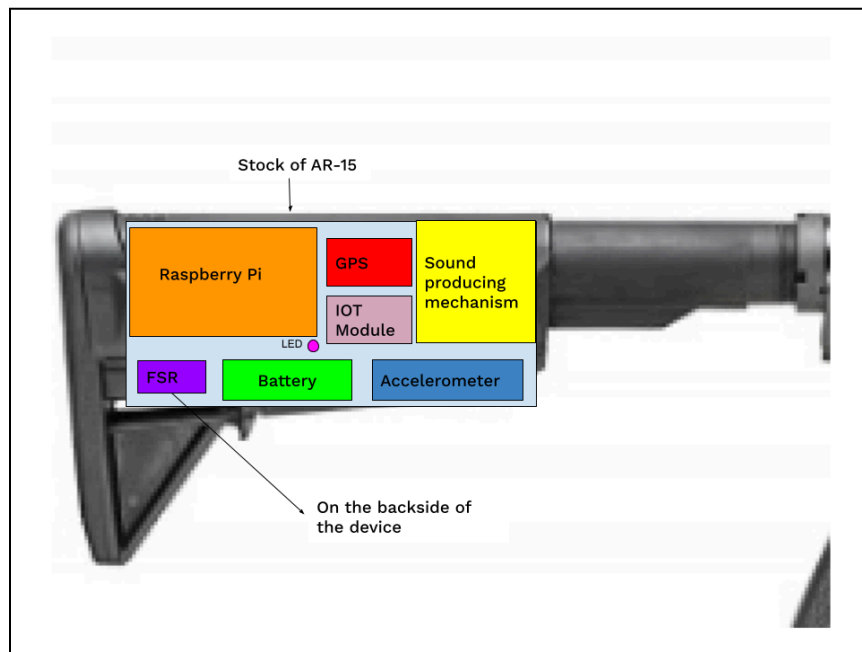 Stock of AR-15
Raspberry Pi
GPS
Sound
producing
mechanism
IOT
Module
LED
FSR
Battery
Accelerometer
On the backside of
the device